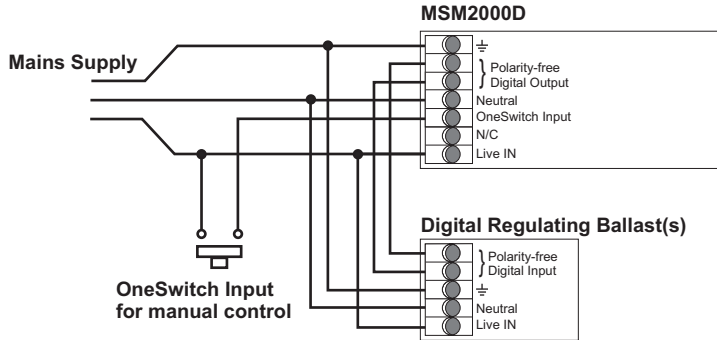 MSM2000D
Mains Supply
Polarity-free
Digital Output
Neutral
OneSwitch Input
N/C
Live IN
OneSwitch Input
for manual control
Digital Regulating Ballast(s)
Polarity-free
Digital Input
Neutral
Live IN